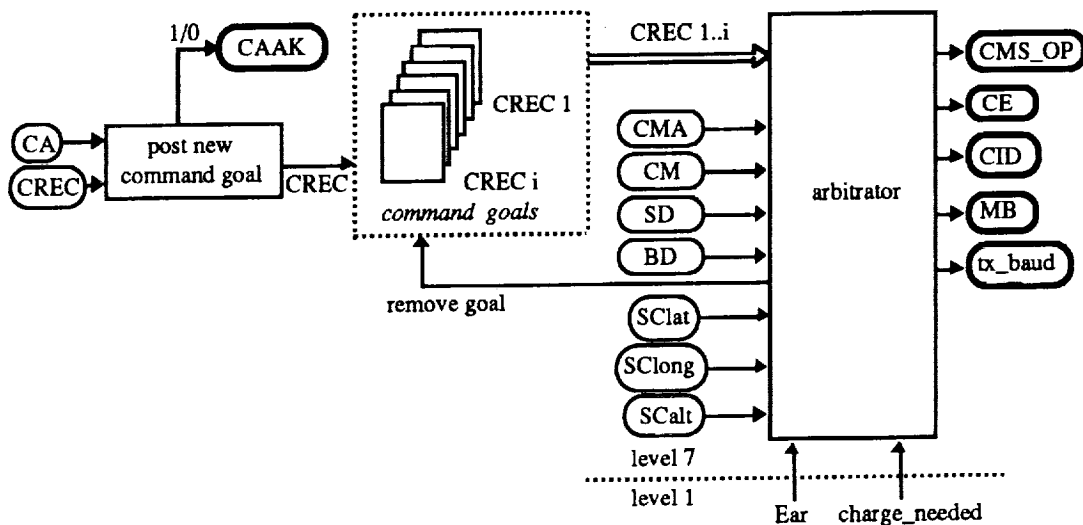 1/0
CAAK
CREC 1..i
CMS_OP
CREC 1
CE
CA
post new
command goal
CMA
CREC
CREC
CM
CID
CREC i
arbitrator
command goals
SD
MB
BD
tx_baud
remove goal
SClat
SClong
SCalt
level 7
level 1
Ear
charge_needed